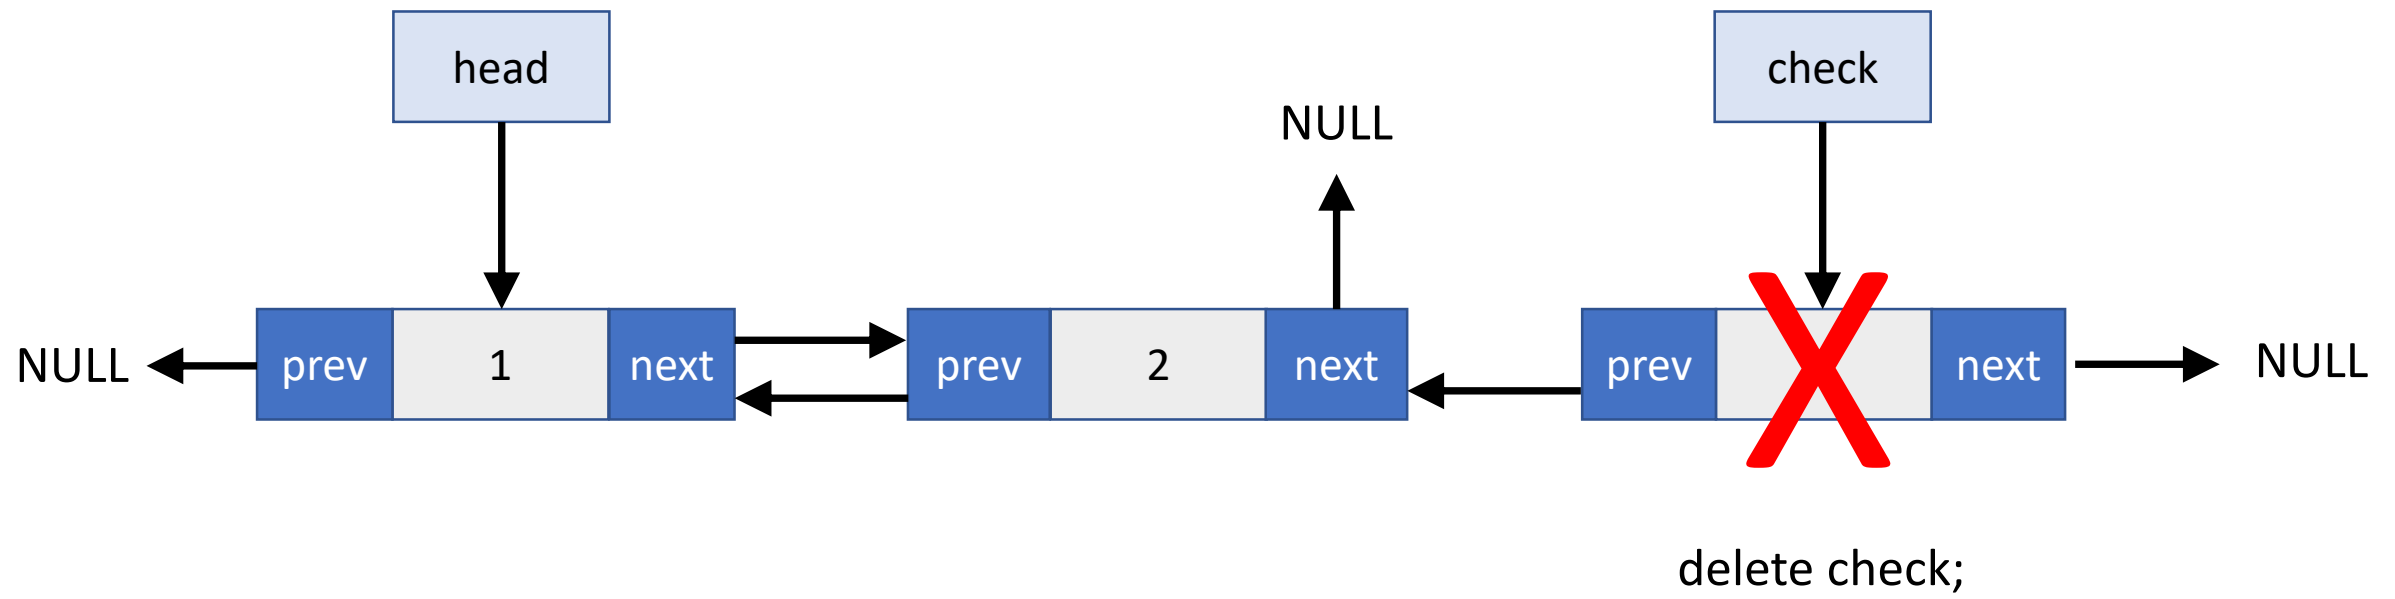 head
check
NULL
NULL
prev
1
next
prev
2
next
prev
next
NULL
delete check;